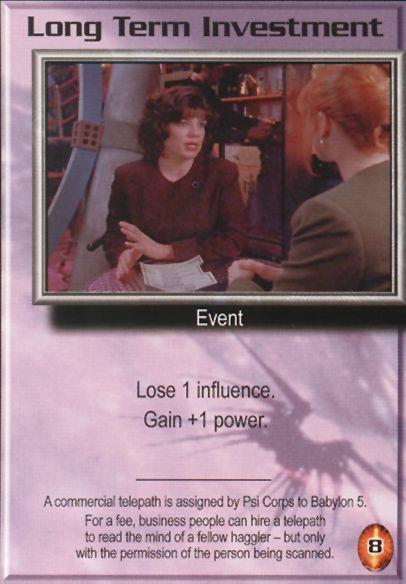 Long Term Investment
Event
Lose 1 influence.
Gain +1 power.
A commercial telepath is assigned by Psi Corps to Babylon 5.
For a fee, business people can hire a telepath
to read the mind of a fellow haggler – but only
with the permission of the person being scanned.
8